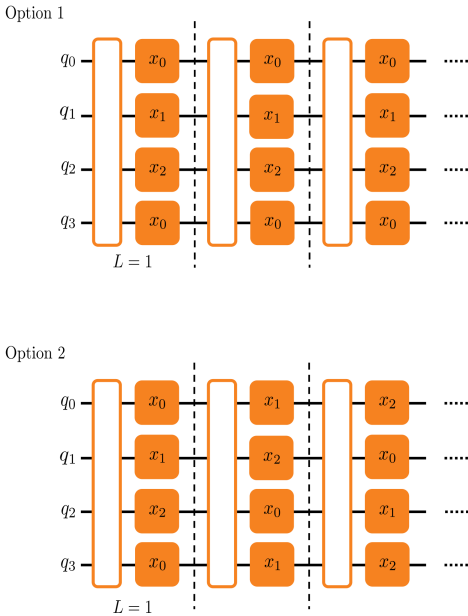 Option 1
q₀ x₀ x₀ x₀
q₁ x₁ x₁ x₁
q₂ x₂ x₂ x₂
q₃ x₀ x₀ x₀
L = 1
Option 2
q₀ x₀ x₁ x₂
q₁ x₁ x₂ x₀
q₂ x₂ x₀ x₁
q₃ x₀ x₁ x₂
L = 1